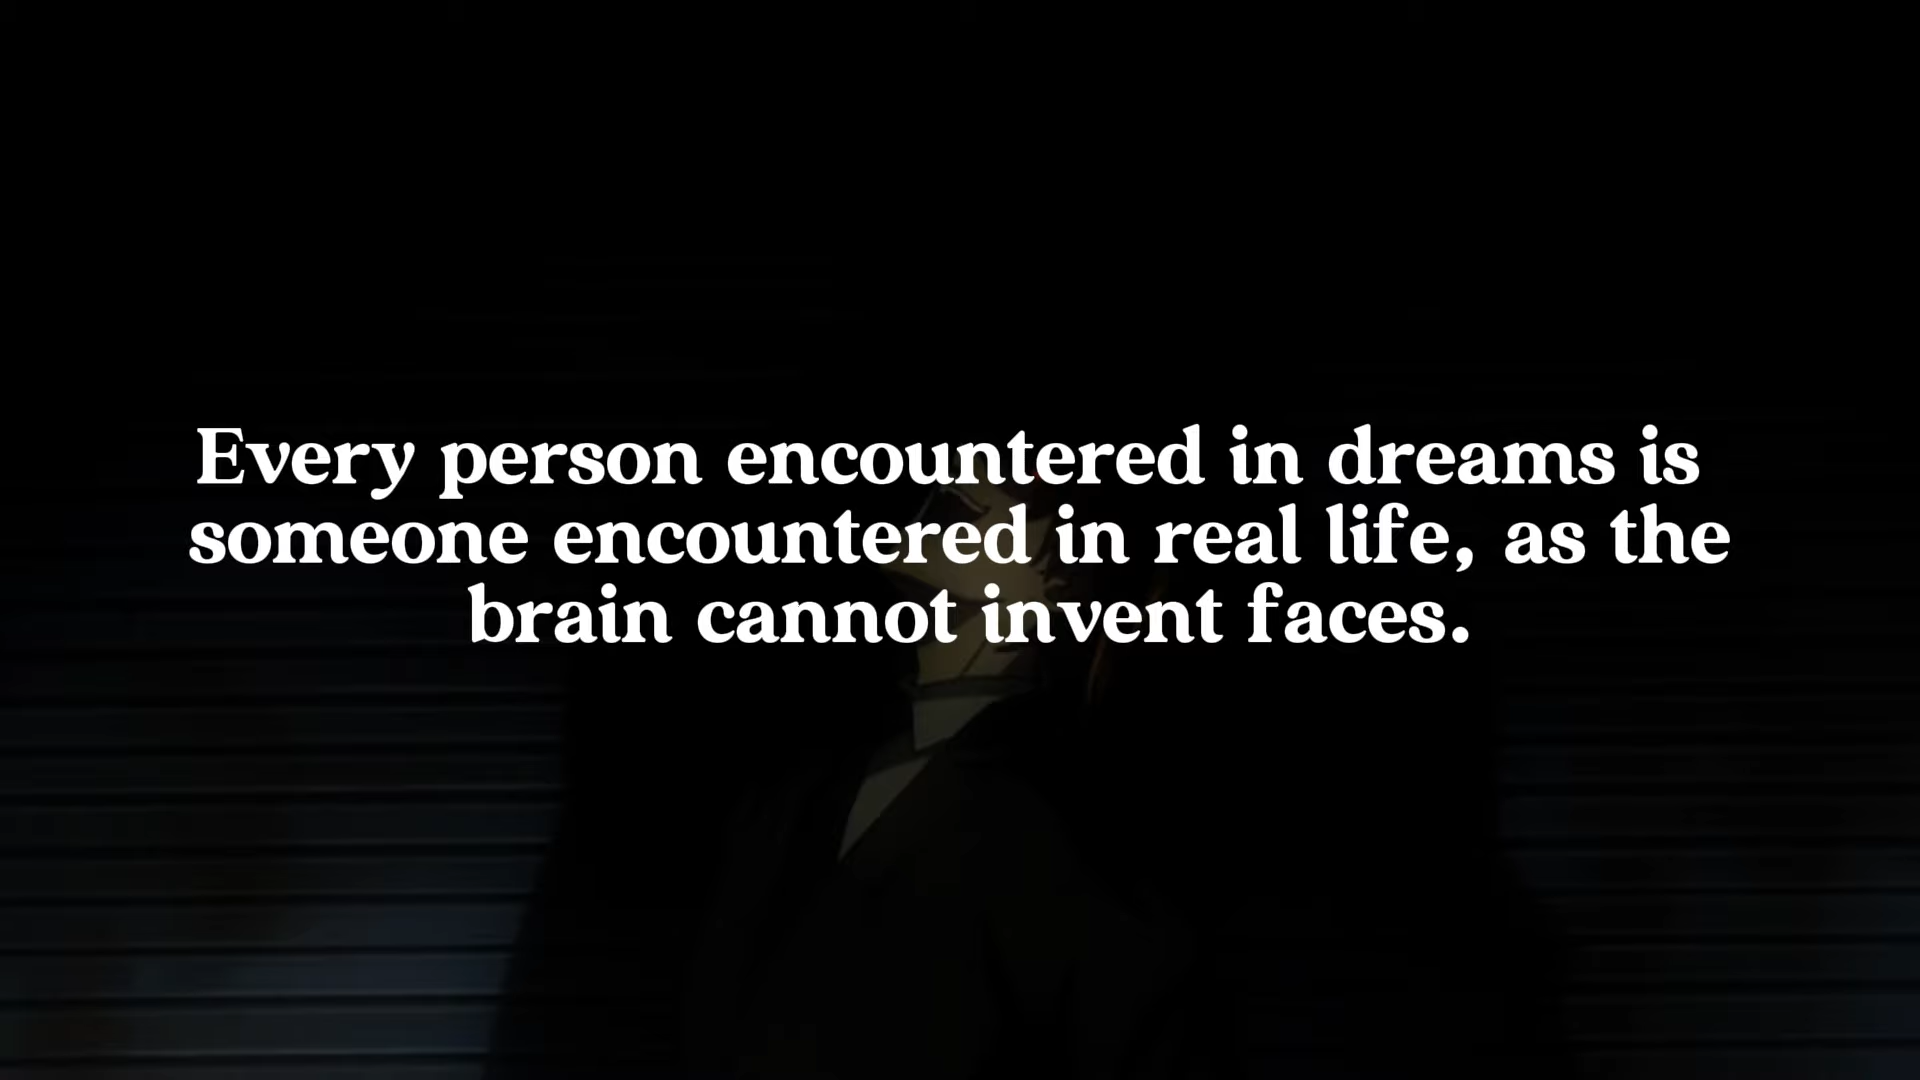 Every person encountered in dreams is
someone encountered in real life, as the
brain cannot invent faces.